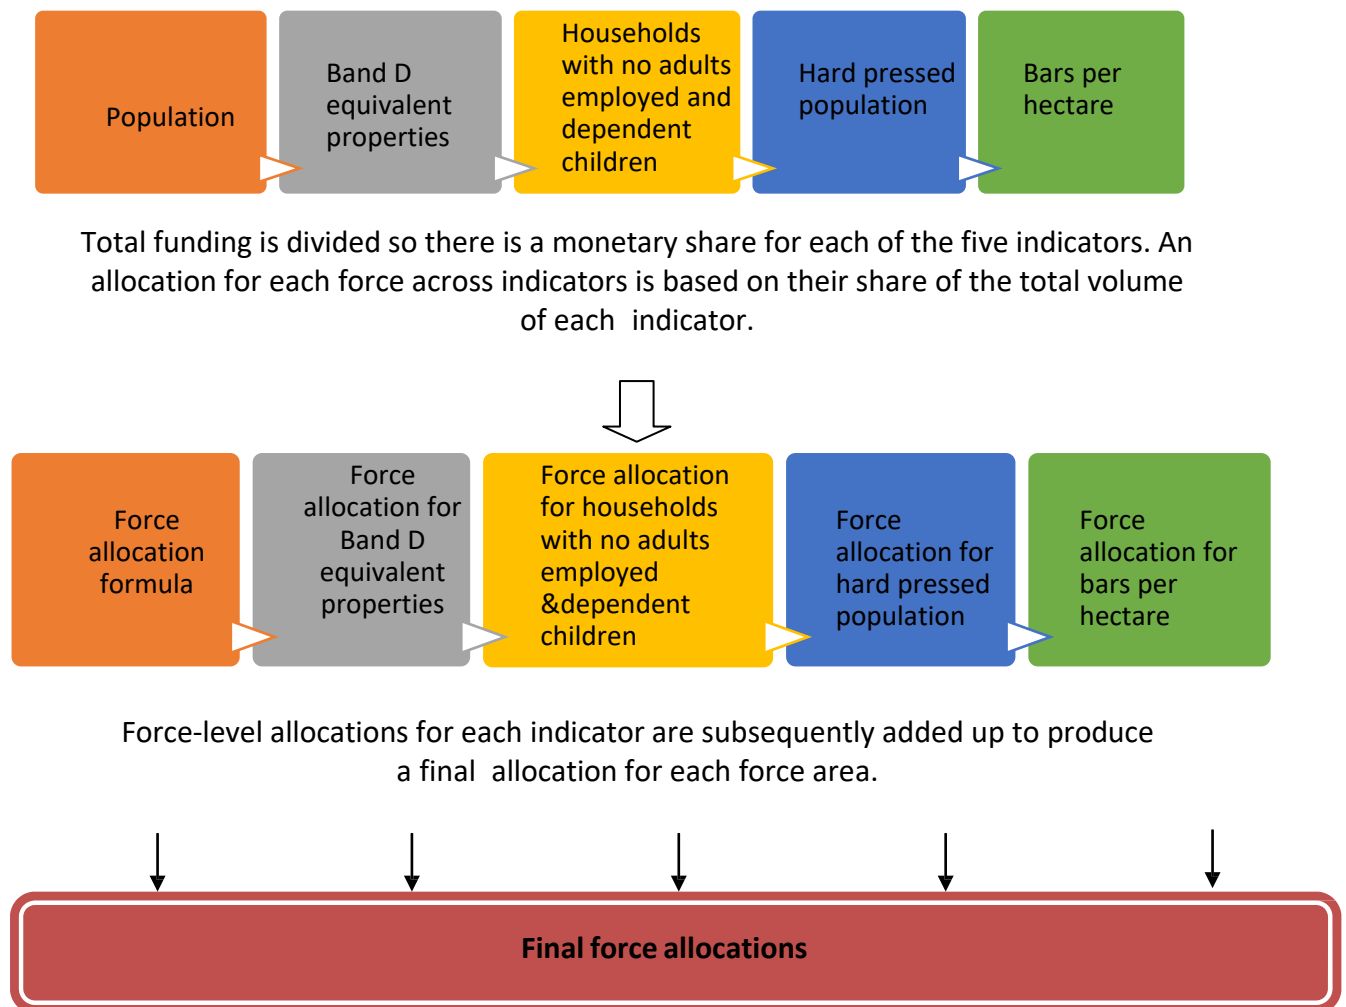 Population
Band D
equivalent
properties
Households
with no adults
employed and
dependent
children
Hard pressed
population
Bars per
hectare
Total funding is divided so there is a monetary share for each of the five indicators. An
allocation for each force across indicators is based on their share of the total volume
of each indicator.
Force
allocation
formula
Force
allocation for
Band D
equivalent
properties
Force allocation
for households
with no adults
employed
&dependent
children
Force
allocation for
hard pressed
population
Force
allocation for
bars per
hectare
Force-level allocations for each indicator are subsequently added up to produce
a final allocation for each force area.
Final force allocations